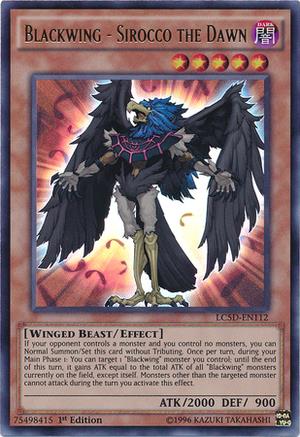 BLACKWING - SIROCCO THE DAWN
DARK
闇
LC5D-EN112
[WINGED BEAST/EFFECT]
If your opponent controls a monster and you control no monsters, you can
Normal Summon/Set this card without Tributing. Once per turn, during your
Main Phase 1: You can target 1 "Blackwing" monster you control; until the end
of this turn, it gains ATK equal to the total ATK of all "Blackwing" monsters
currently on the field, except itself. Monsters other than the targeted monster
cannot attack during the turn you activate this effect.
ATK/2000 DEF/ 900
75498415 1st Edition ©1996 KAZUKI TAKAHASHI